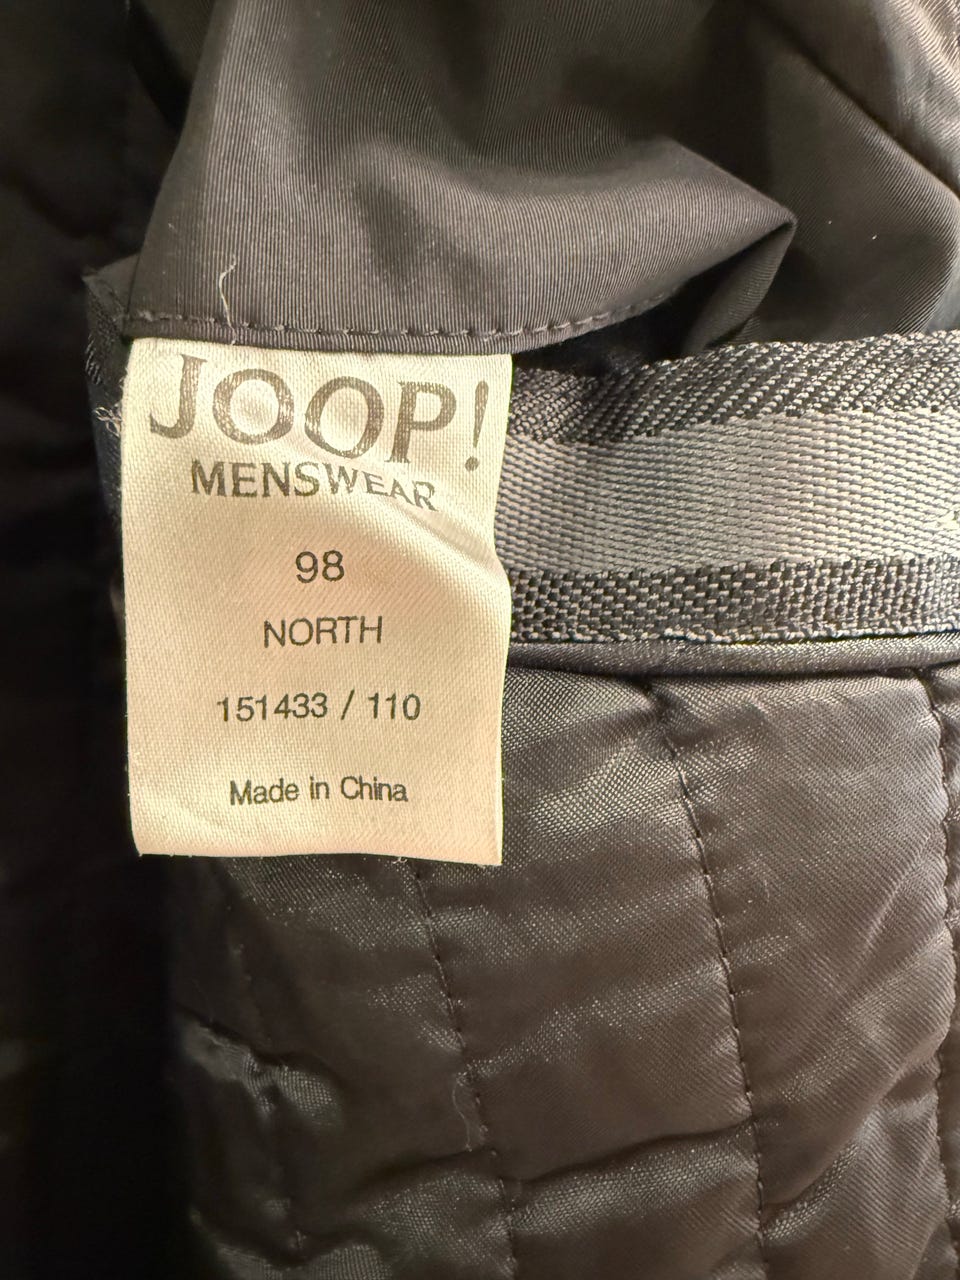 JOOP!
MENSWEAR
98
NORTH
151433 / 110
Made in China